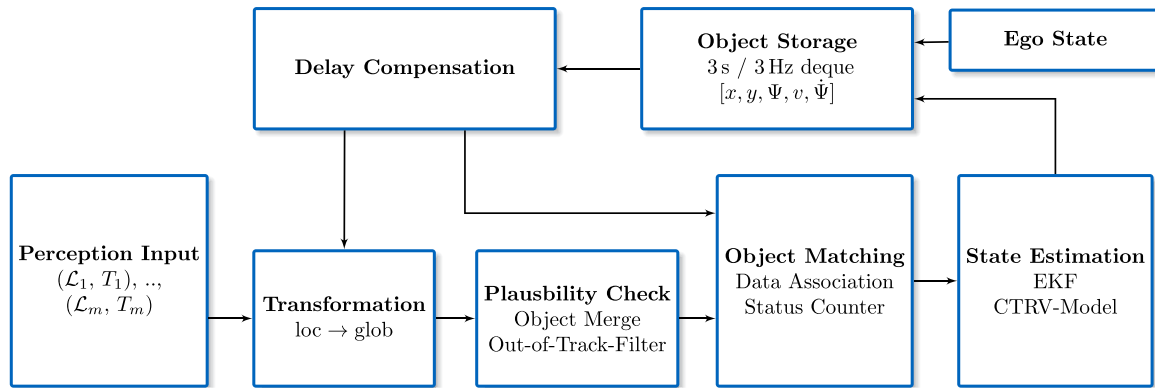 Delay Compensation
Object Storage
3 s / 3 Hz deque
[x, y, Ψ, v, Ψ̇]
Ego State
Perception Input
(ℒ₁, T₁), ..,
(ℒₘ, Tₘ)
Transformation
loc → glob
Plausbility Check
Object Merge
Out-of-Track-Filter
Object Matching
Data Association
Status Counter
State Estimation
EKF
CTRV-Model